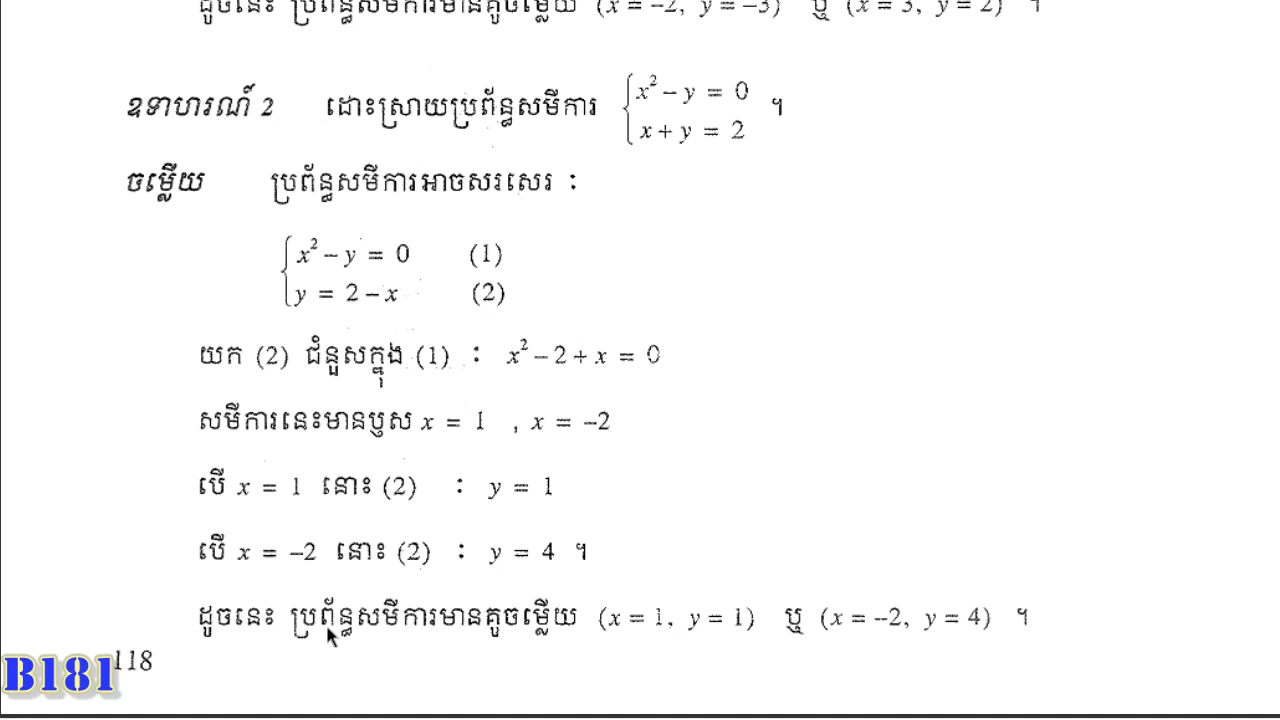 ដូចនេះ ប្រព័ន្ធសមីការមានគូចម្លើយ (x = –2, y = –3) ឬ (x = 3, y = 2) ។
ឧទាហរណ៍ 2 ដោះស្រាយប្រព័ន្ធសមីការ { x² – y = 0
x + y = 2 ។
ចម្លើយ ប្រព័ន្ធសមីការអាចសរសេរ :
{ x² – y = 0 (1)
y = 2 – x (2)
យក (2) ជំនួសក្នុង (1) : x² – 2 + x = 0
សមីការនេះមានឫស x = 1 , x = –2
បើ x = 1 នោះ (2) : y = 1
បើ x = –2 នោះ (2) : y = 4 ។
ដូចនេះ ប្រព័ន្ធសមីការមានគូចម្លើយ (x = 1, y = 1) ឬ (x = –2, y = 4) ។
118
B181